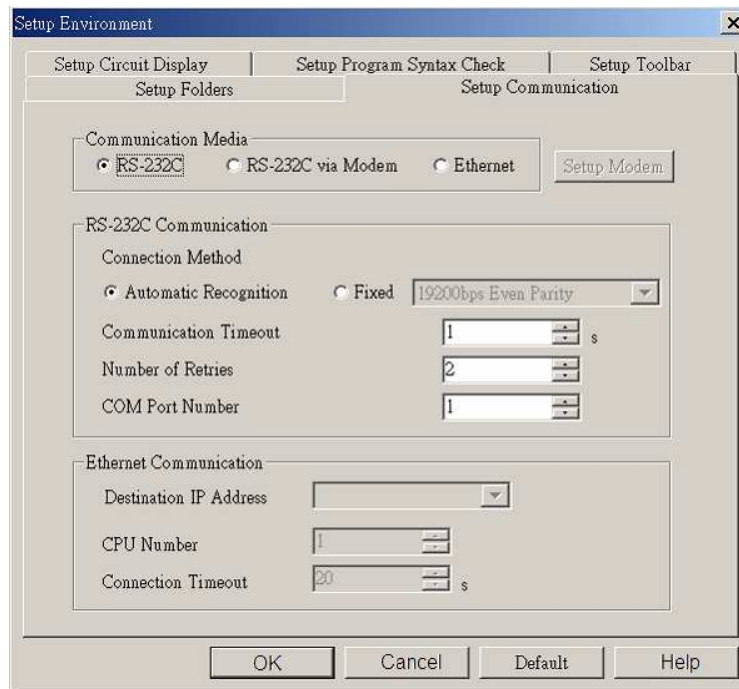 Setup Environment
Setup Circuit Display Setup Program Syntax Check Setup Toolbar
Setup Folders Setup Communication
Communication Media
RS-232C RS-232C via Modem Ethernet Setup Modem
RS-232C Communication
Connection Method
Automatic Recognition Fixed 19200bps Even Parity
Communication Timeout 1 s
Number of Retries 2
COM Port Number 1
Ethernet Communication
Destination IP Address
CPU Number 1
Connection Timeout 20 s
OK Cancel Default Help